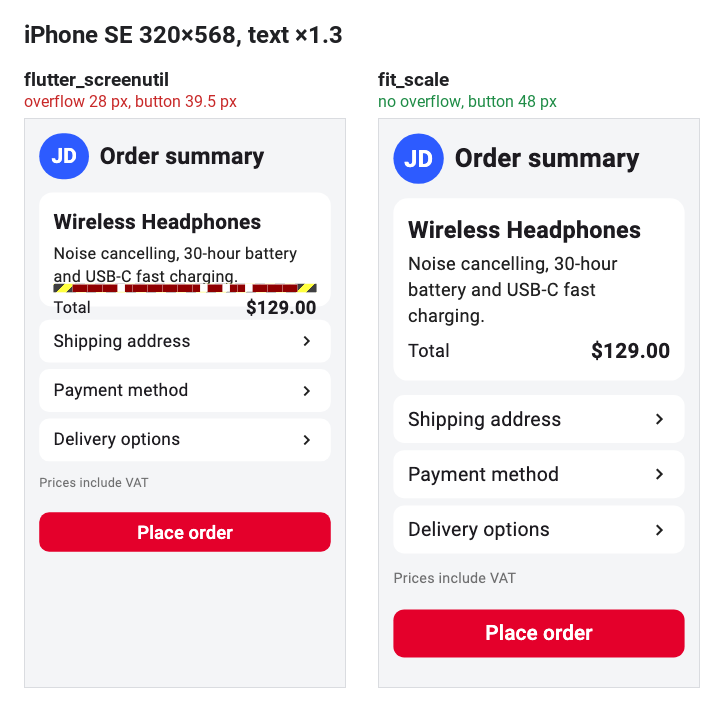 iPhone SE 320×568, text ×1.3
flutter_screenutil
overflow 28 px, button 39.5 px
JD
Order summary
Wireless Headphones
Noise cancelling, 30-hour battery
and USB-C fast charging.
Total $129.00
Shipping address
Payment method
Delivery options
Prices include VAT
Place order
fit_scale
no overflow, button 48 px
JD
Order summary
Wireless Headphones
Noise cancelling, 30-hour
battery and USB-C fast
charging.
Total $129.00
Shipping address
Payment method
Delivery options
Prices include VAT
Place order